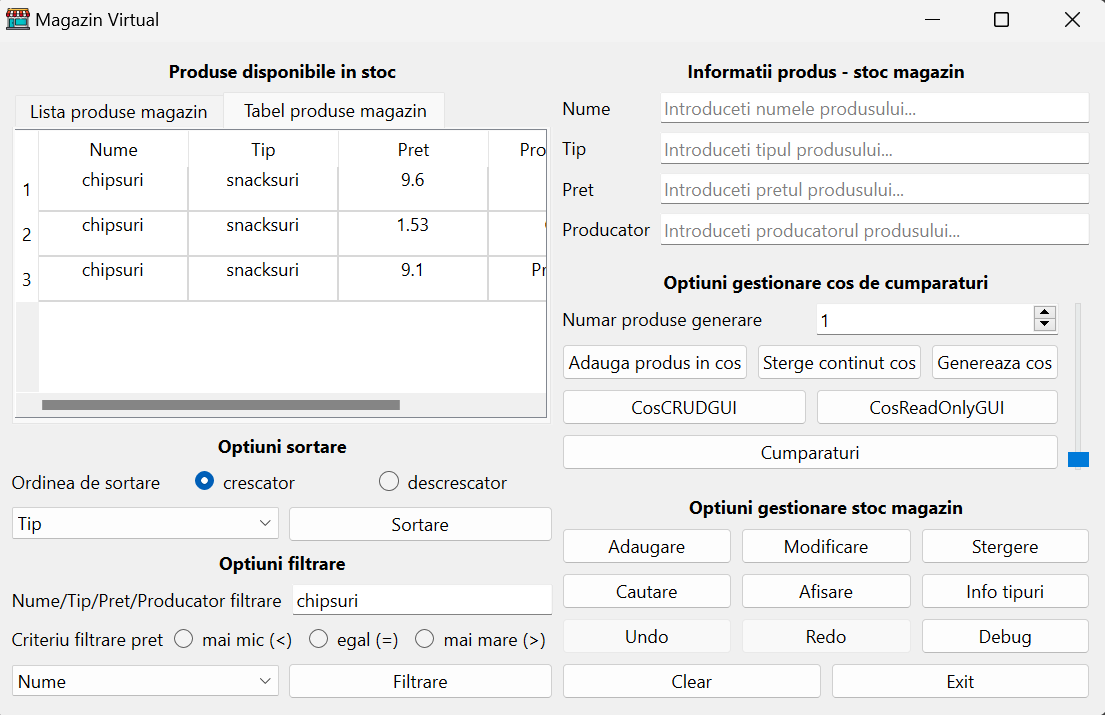 Magazin Virtual
Produse disponibile in stoc
Lista produse magazin Tabel produse magazin
Nume Tip Pret Pro
1 chipsuri snacksuri 9.6
2 chipsuri snacksuri 1.53
3 chipsuri snacksuri 9.1 Pr
Optiuni sortare
Ordinea de sortare crescator descrescator
Tip Sortare
Optiuni filtrare
Nume/Tip/Pret/Producator filtrare chipsuri
Criteriu filtrare pret mai mic (<) egal (=) mai mare (>)
Nume Filtrare
Informatii produs - stoc magazin
Nume Introduceti numele produsului...
Tip Introduceti tipul produsului...
Pret Introduceti pretul produsului...
Producator Introduceti producatorul produsului...
Optiuni gestionare cos de cumparaturi
Numar produse generare 1
Adauga produs in cos Sterge continut cos Genereaza cos
CosCRUDGUI CosReadOnlyGUI
Cumparaturi
Optiuni gestionare stoc magazin
Adaugare Modificare Stergere
Cautare Afisare Info tipuri
Undo Redo Debug
Clear Exit